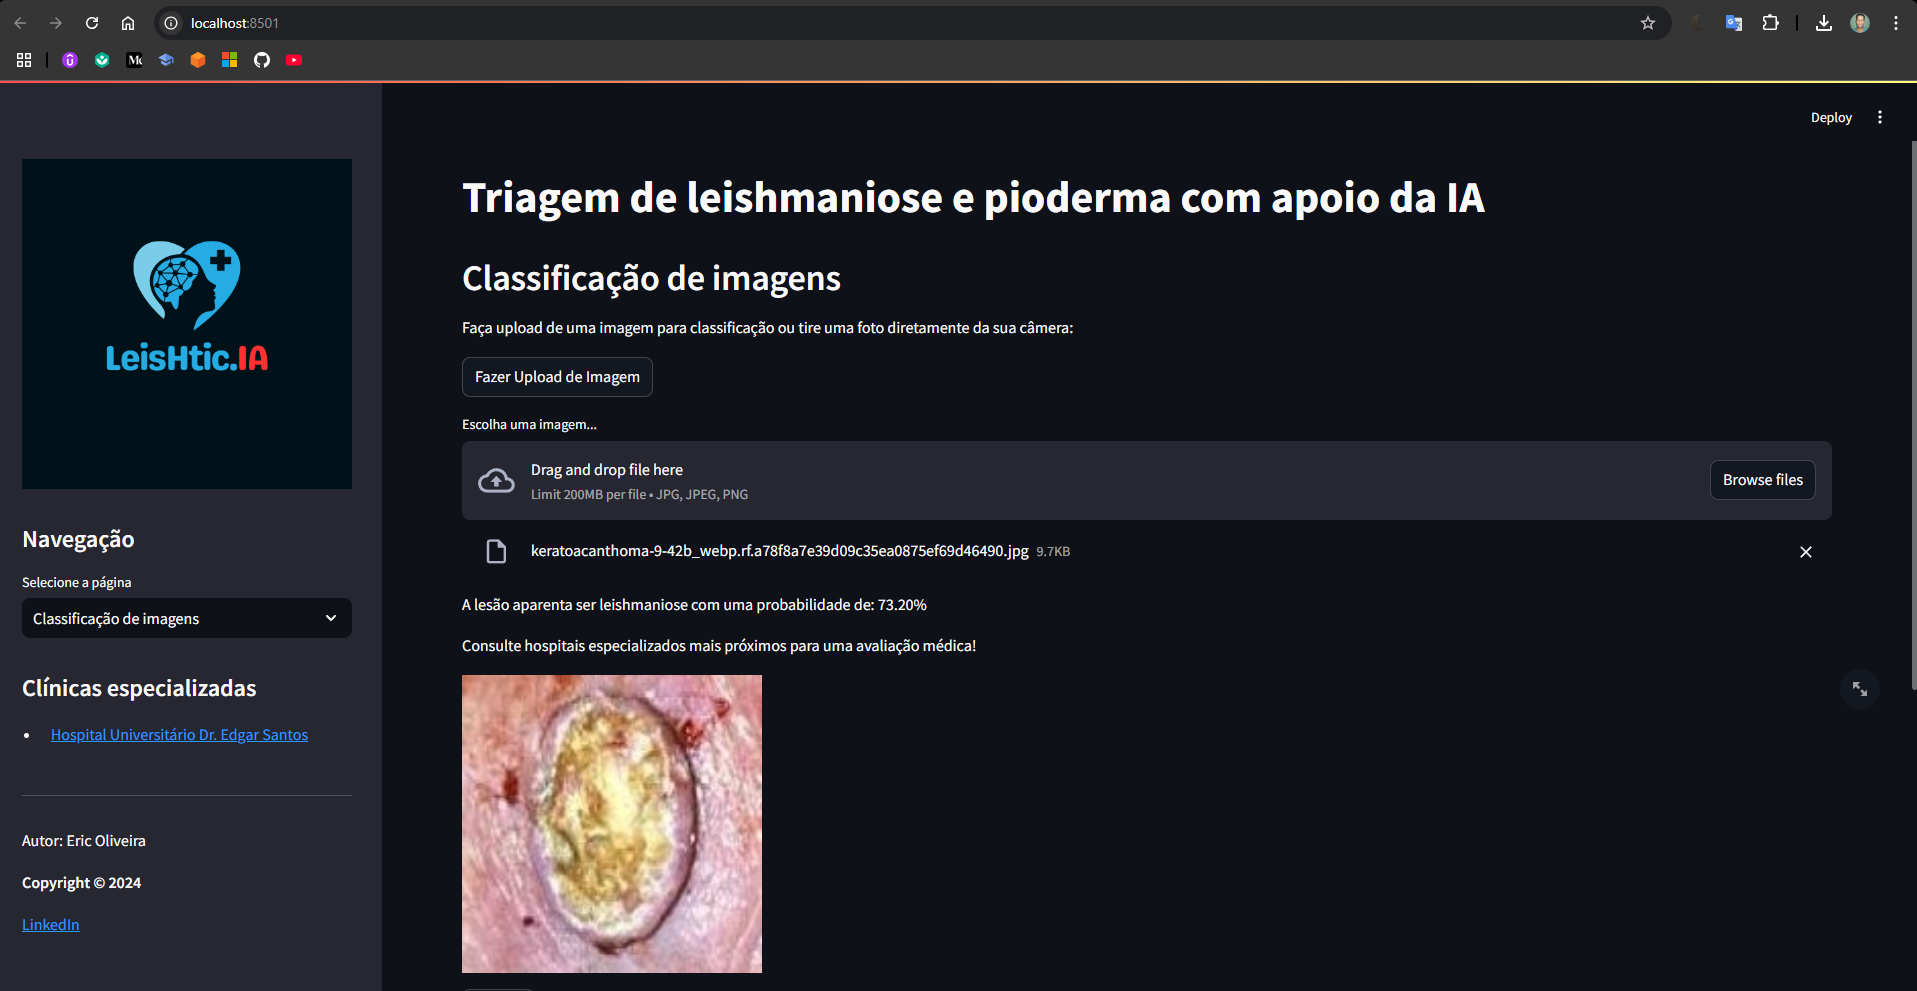 localhost:8501
Deploy
LeisHtic.IA
Navegação
Selecione a página
Classificação de imagens
Clínicas especializadas
Hospital Universitário Dr. Edgar Santos
Autor: Eric Oliveira
Copyright © 2024
LinkedIn
Triagem de leishmaniose e pioderma com apoio da IA
Classificação de imagens
Faça upload de uma imagem para classificação ou tire uma foto diretamente da sua câmera:
Fazer Upload de Imagem
Escolha uma imagem...
Drag and drop file here
Limit 200MB per file • JPG, JPEG, PNG
Browse files
keratoacanthoma-9-42b_webp.rf.a78f8a7e39d09c35ea0875ef69d46490.jpg 9.7KB
A lesão aparenta ser leishmaniose com uma probabilidade de: 73.20%
Consulte hospitais especializados mais próximos para uma avaliação médica!